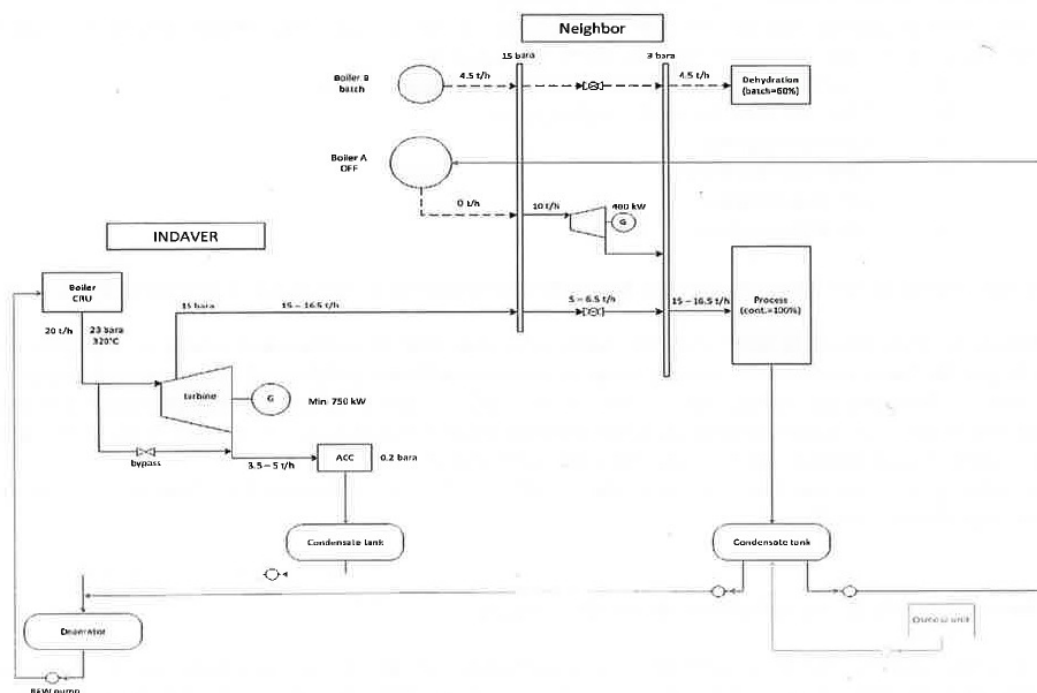 Neighbor
15 bara
3 bara
Boiler B
batch
4.5 t/h
4.5 t/h
Dehydration
(batch=60%)
Boiler A
OFF
0 t/h
10 t/h
400 kW
G
INDAVER
Boiler
CRU
20 t/h
23 bara
320°C
15 bara
15 – 16.5 t/h
5 – 6.5 t/h
15 – 16.5 t/h
Process
(cont.=100%)
turbine
G
Min. 750 kW
bypass
3.5 – 5 t/h
ACC
0.2 bara
Condensate tank
Condensate tank
Deaerator
BFW pump